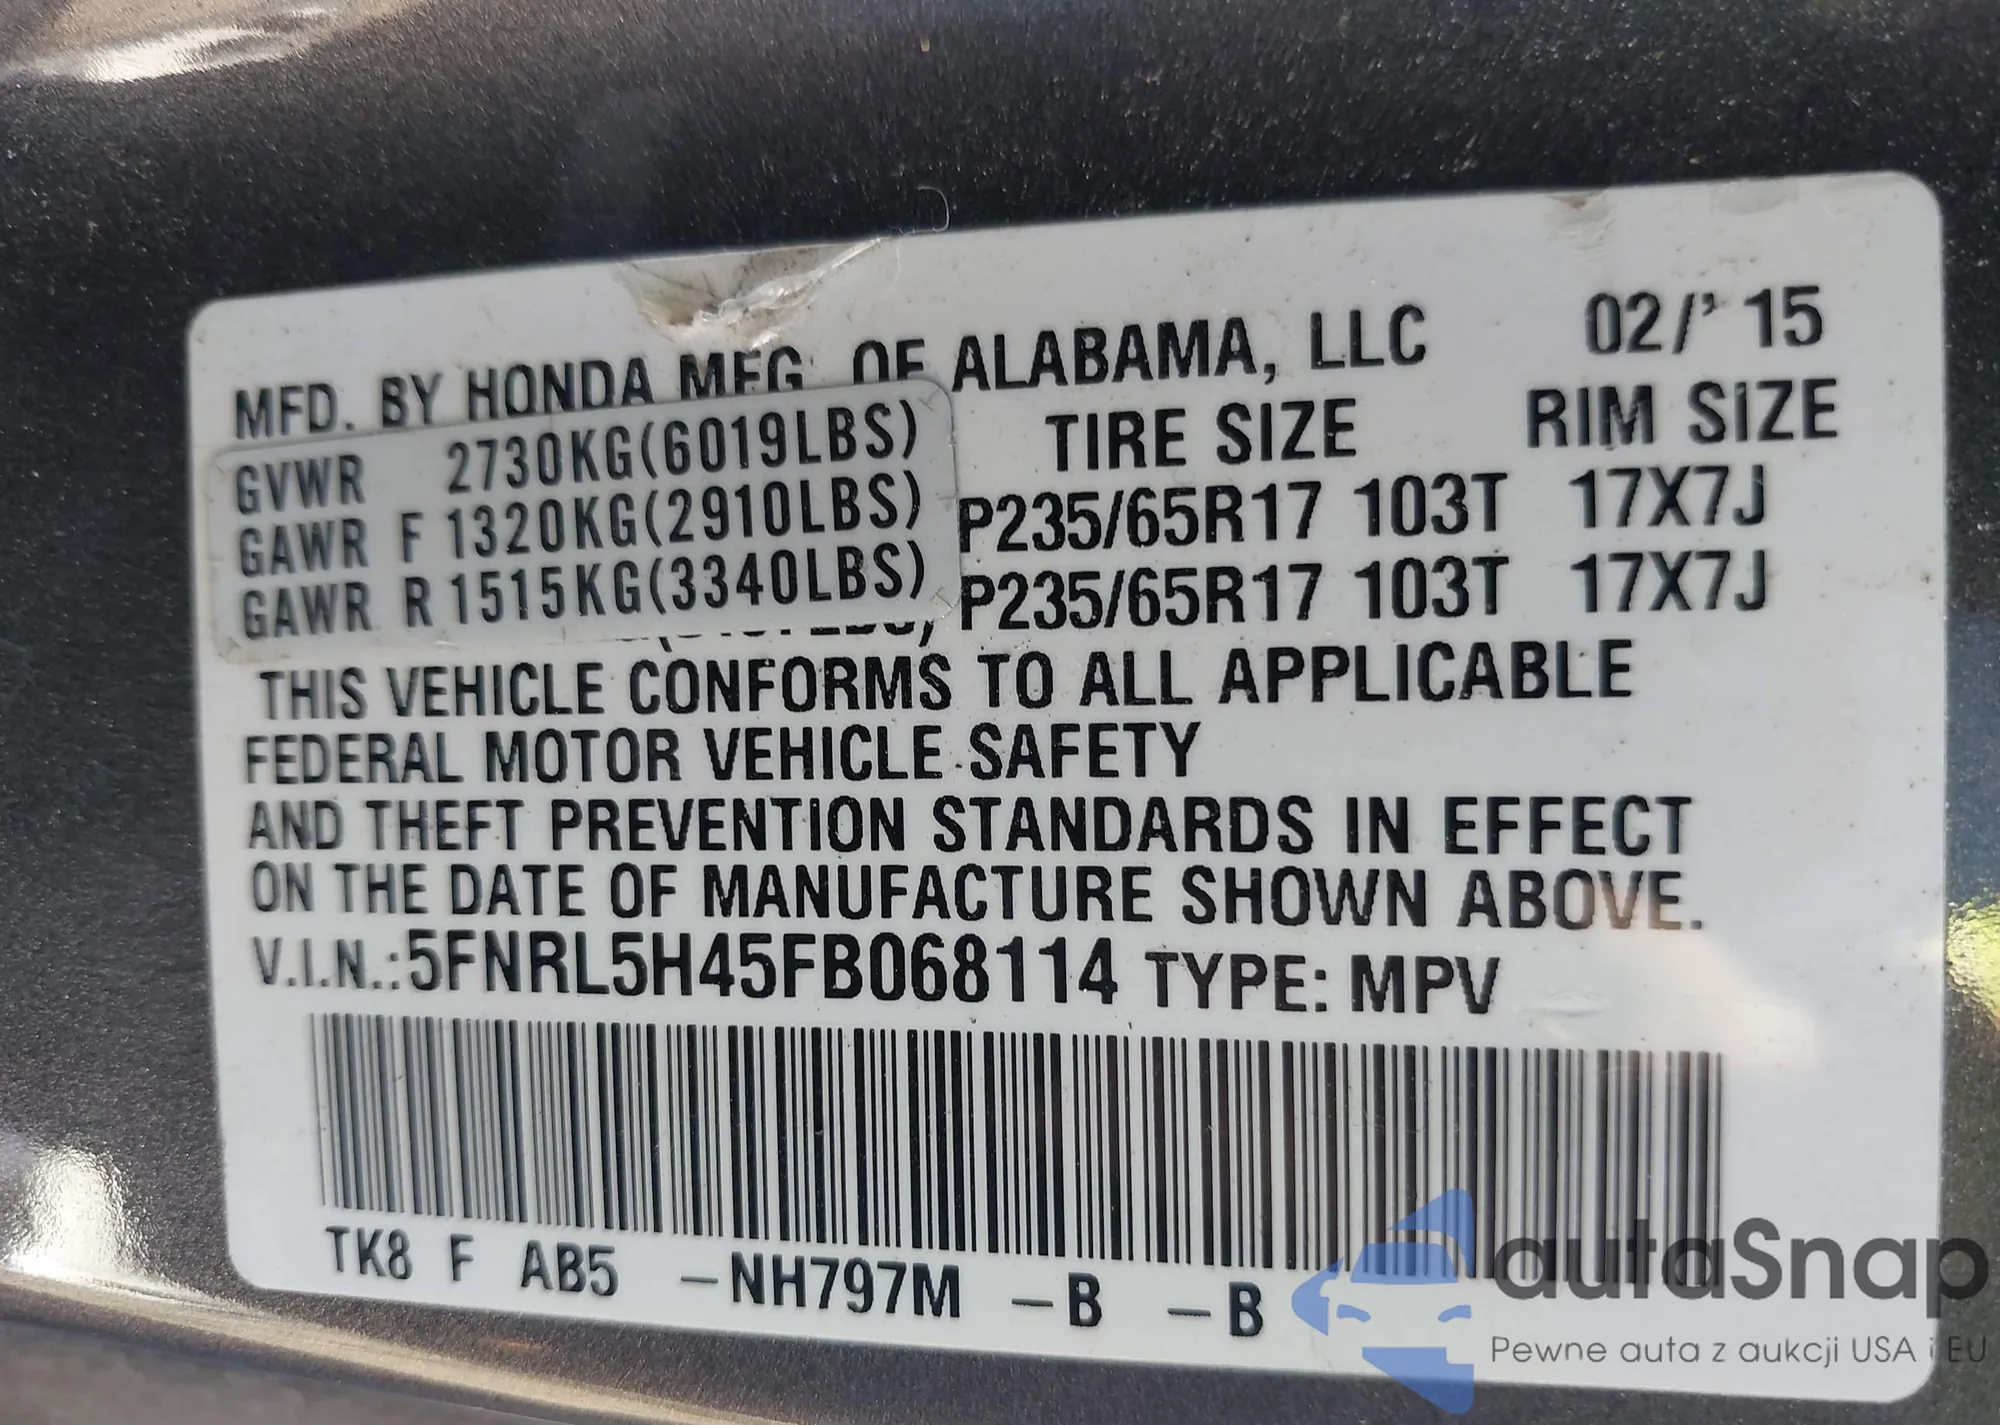 MFD. BY HONDA MFG. OF ALABAMA, LLC 02/'15
TIRE SIZE RIM SIZE
GVWR 2730KG(6019LBS)
GAWR F 1320KG(2910LBS) P235/65R17 103T 17X7J
GAWR R 1515KG(3340LBS) P235/65R17 103T 17X7J
THIS VEHICLE CONFORMS TO ALL APPLICABLE
FEDERAL MOTOR VEHICLE SAFETY
AND THEFT PREVENTION STANDARDS IN EFFECT
ON THE DATE OF MANUFACTURE SHOWN ABOVE.
V.I.N.:5FNRL5H45FB068114 TYPE: MPV
TK8 F AB5 -NH797M -B -B
autaSnap
Pewne auta z aukcji USA i EU